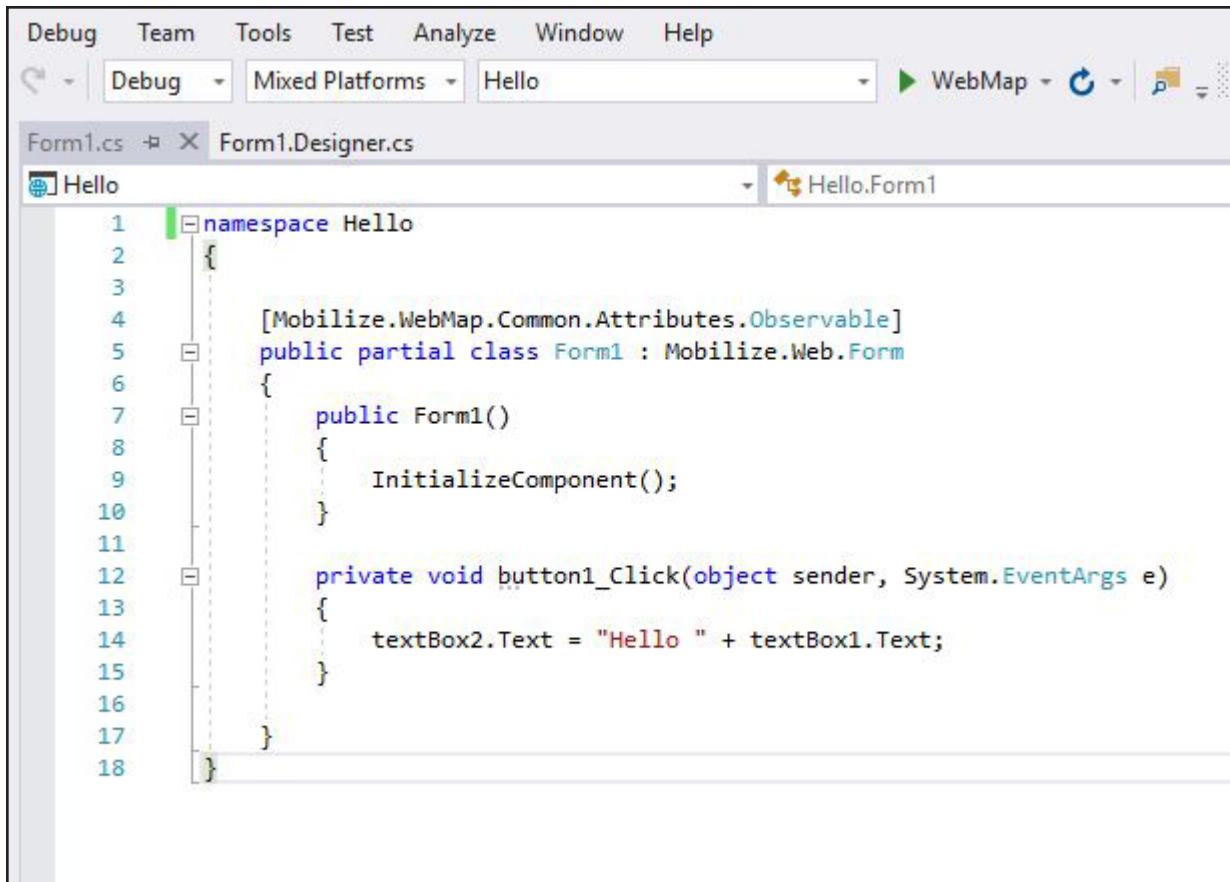 Debug Team Tools Test Analyze Window Help
Debug Mixed Platforms Hello WebMap
Form1.cs Form1.Designer.cs
Hello Hello.Form1
1 namespace Hello
2 {
3
4 [Mobilize.WebMap.Common.Attributes.Observable]
5 public partial class Form1 : Mobilize.Web.Form
6 {
7 public Form1()
8 {
9 InitializeComponent();
10 }
11
12 private void button1_Click(object sender, System.EventArgs e)
13 {
14 textBox2.Text = "Hello " + textBox1.Text;
15 }
16
17 }
18 }